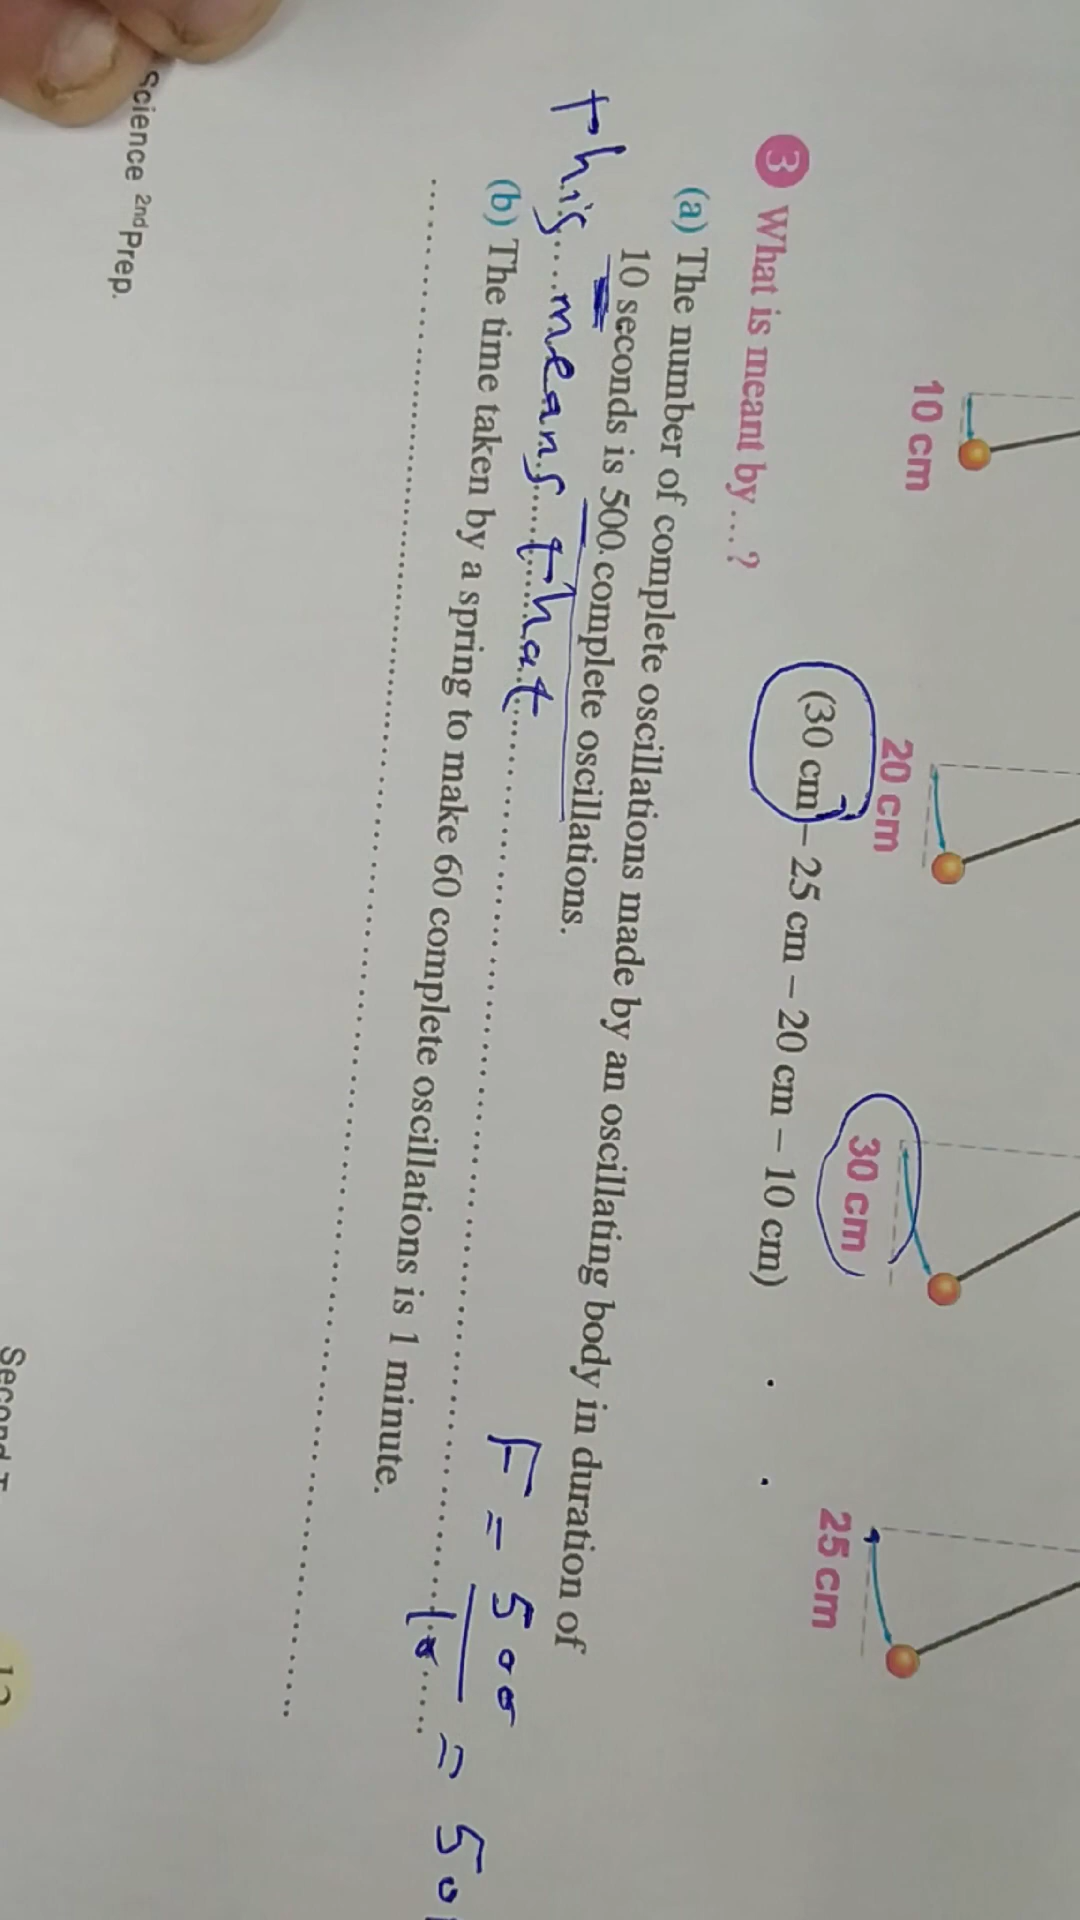 10 cm 20 cm 30 cm 25 cm
(30 cm – 25 cm – 20 cm – 10 cm)
3 What is meant by...?
(a) The number of complete oscillations made by an oscillating body in duration of
10 seconds is 500 complete oscillations.
This means that
F = 500/10 = 50
(b) The time taken by a spring to make 60 complete oscillations is 1 minute.
Science 2nd Prep.